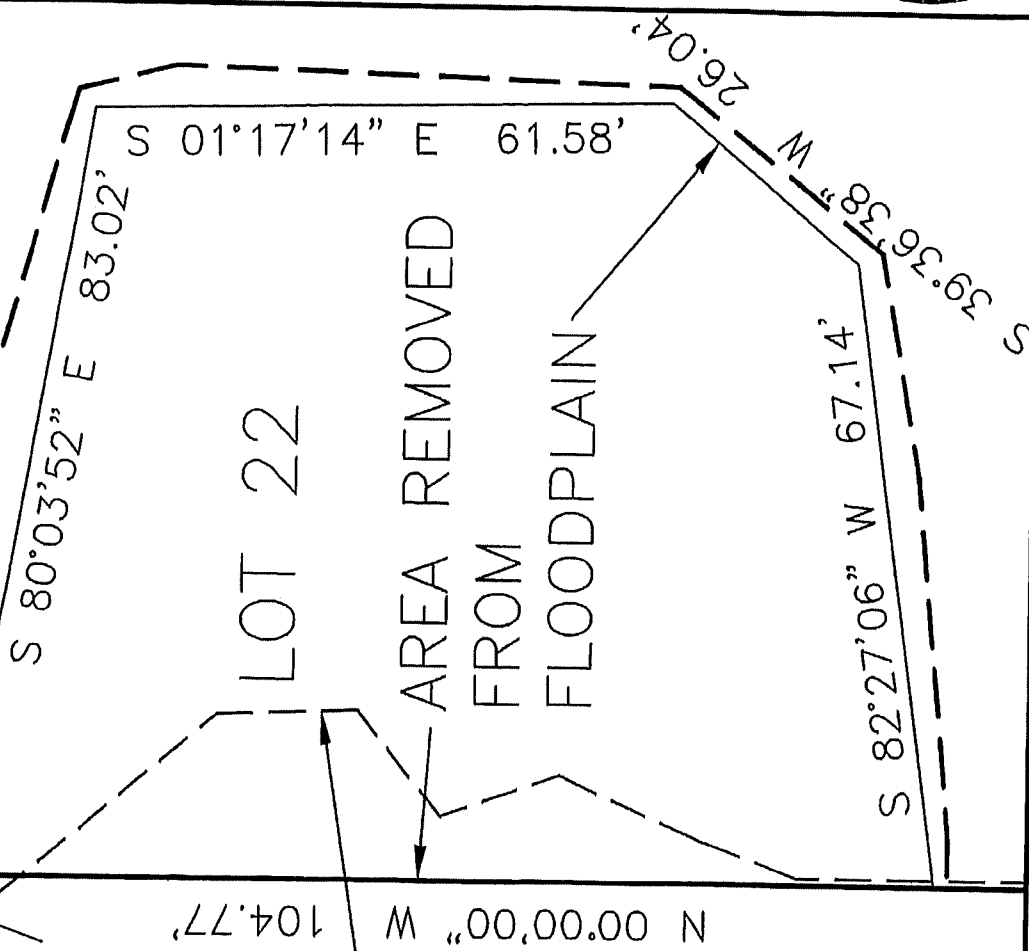 S 80°03'52" E 83.02'
S 01°17'14" E 61.58'
S 39°36'38" W 26.04'
S 82°27'06" W 67.14'
N 00°00'00" W 104.77'
LOT 22
AREA REMOVED
FROM
FLOODPLAIN